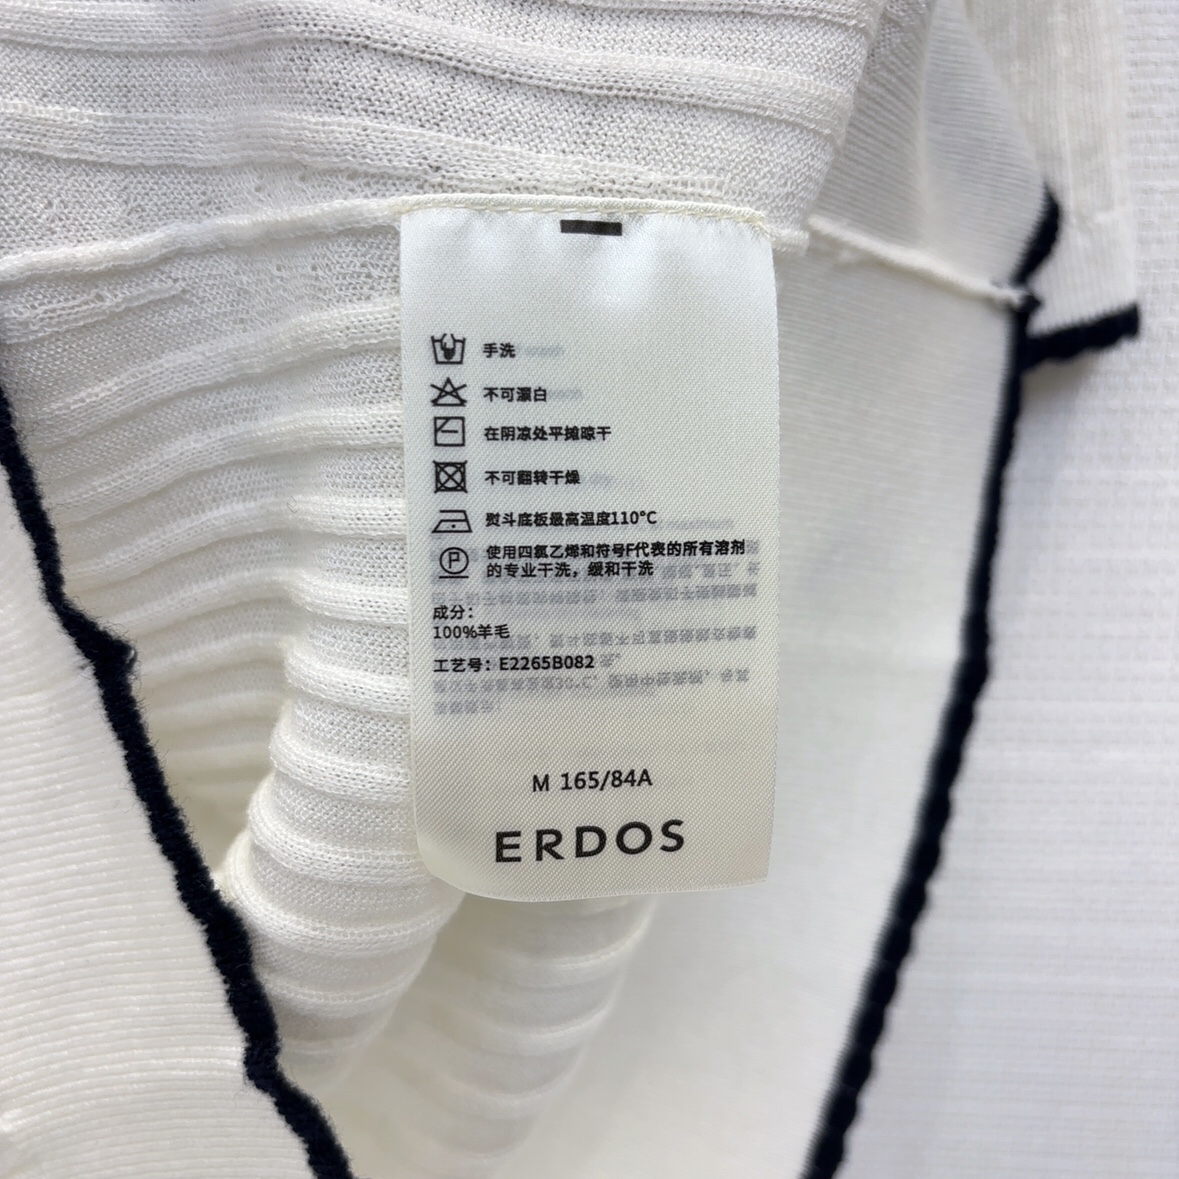 手洗
不可漂白
在阴凉处平摊晾干
不可翻转干燥
熨斗底板最高温度110°C
P
使用四氯乙烯和符号F代表的所有溶剂
的专业干洗，缓和干洗
成分：
100%羊毛
工艺号：E2265B082
M 165/84A
ERDOS